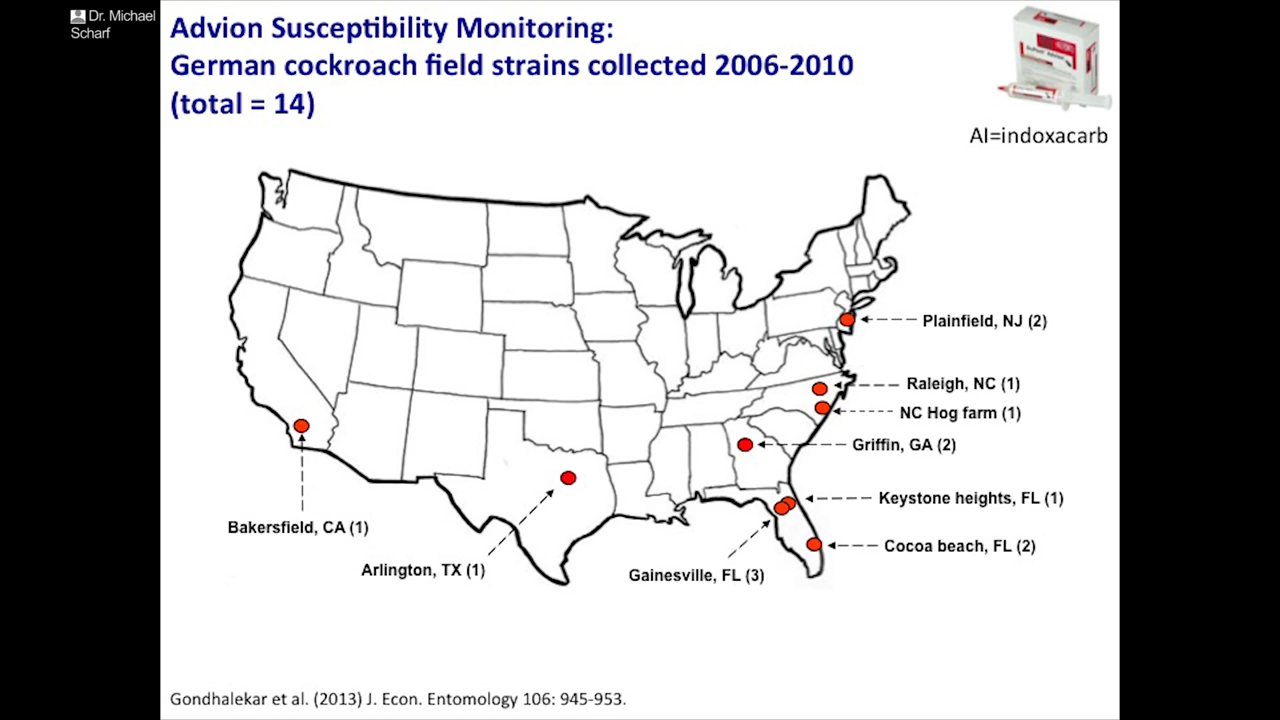 Dr. Michael
Scharf
Advion Susceptibility Monitoring:
German cockroach field strains collected 2006-2010
(total = 14)
AI=indoxacarb
Plainfield, NJ (2)
Raleigh, NC (1)
NC Hog farm (1)
Griffin, GA (2)
Keystone heights, FL (1)
Bakersfield, CA (1)
Cocoa beach, FL (2)
Arlington, TX (1)
Gainesville, FL (3)
Gondhalekar et al. (2013) J. Econ. Entomology 106: 945-953.